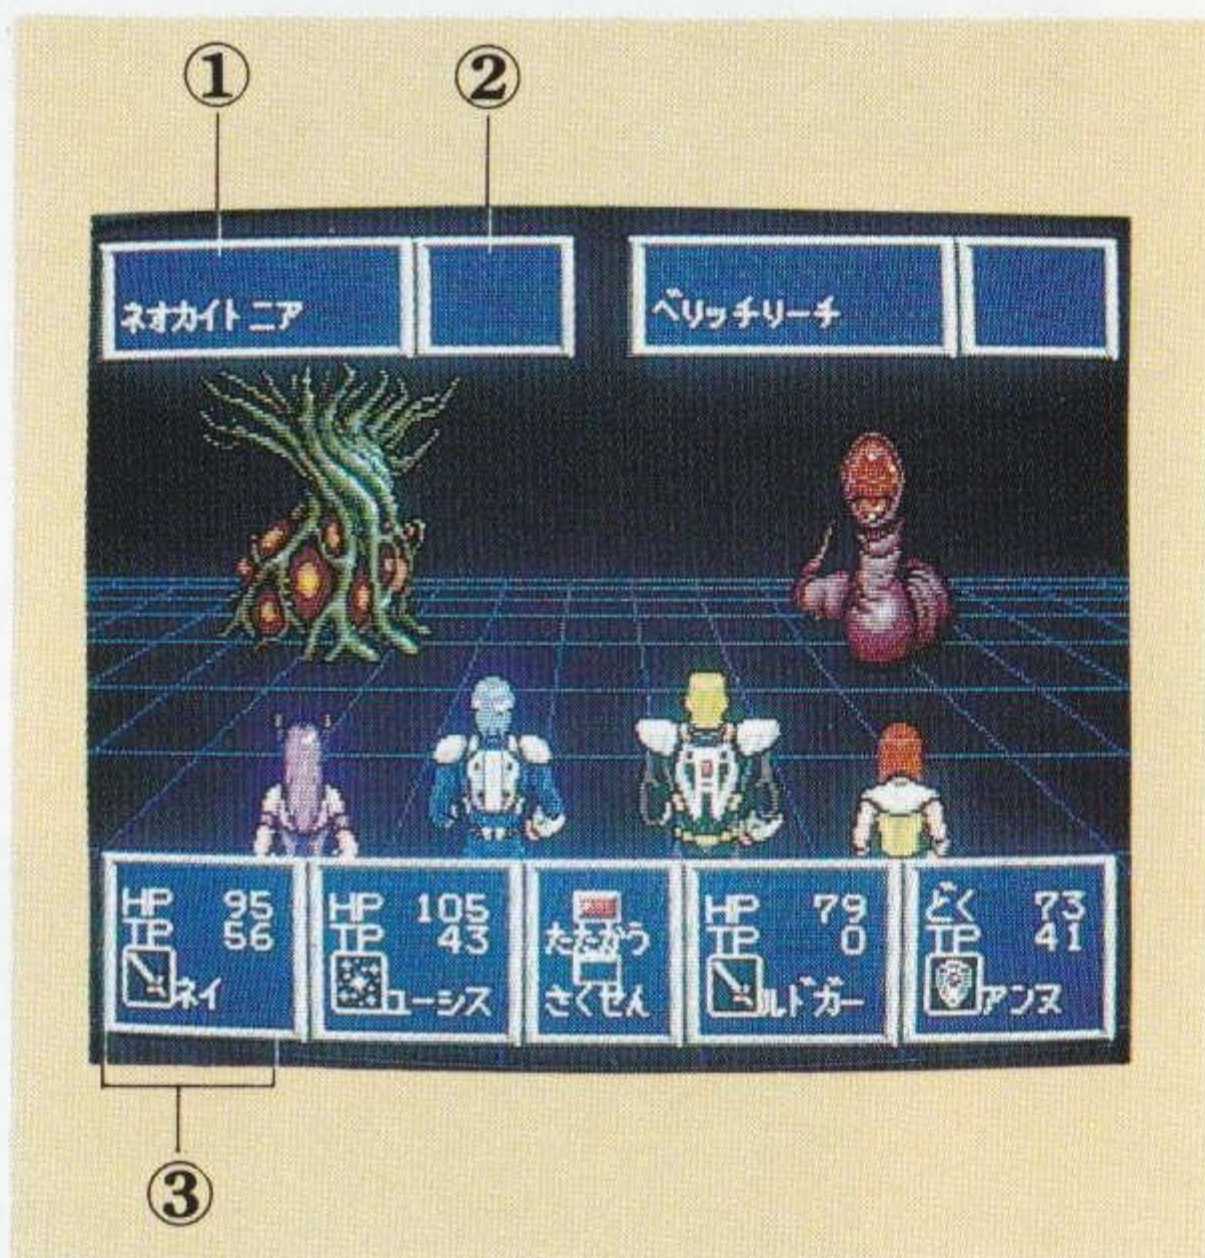 ① ②
ネオカイトニア
ベリッチリーチ
HP 95
TP 56
ネイ
HP 105
TP 43
ユーシス
たたかう
さくせん
HP 79
TP 0
ルドガー
どく 73
TP 41
アンヌ
③